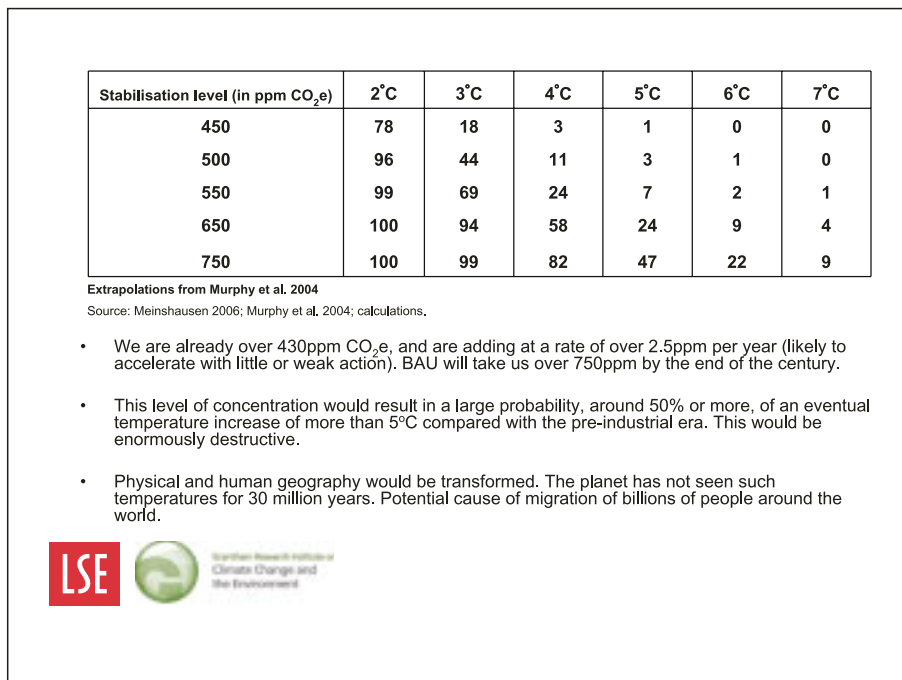 Stabilisation level (in ppm CO₂e) 2°C 3°C 4°C 5°C 6°C 7°C
450 78 18 3 1 0 0
500 96 44 11 3 1 0
550 99 69 24 7 2 1
650 100 94 58 24 9 4
750 100 99 82 47 22 9
Extrapolations from Murphy et al. 2004
Source: Meinshausen 2006; Murphy et al. 2004; calculations.
• We are already over 430ppm CO₂e, and are adding at a rate of over 2.5ppm per year (likely to
accelerate with little or weak action). BAU will take us over 750ppm by the end of the century.
• This level of concentration would result in a large probability, around 50% or more, of an eventual
temperature increase of more than 5°C compared with the pre-industrial era. This would be
enormously destructive.
• Physical and human geography would be transformed. The planet has not seen such
temperatures for 30 million years. Potential cause of migration of billions of people around the
world.
LSE
Grantham Research Institute on
Climate Change and
the Environment